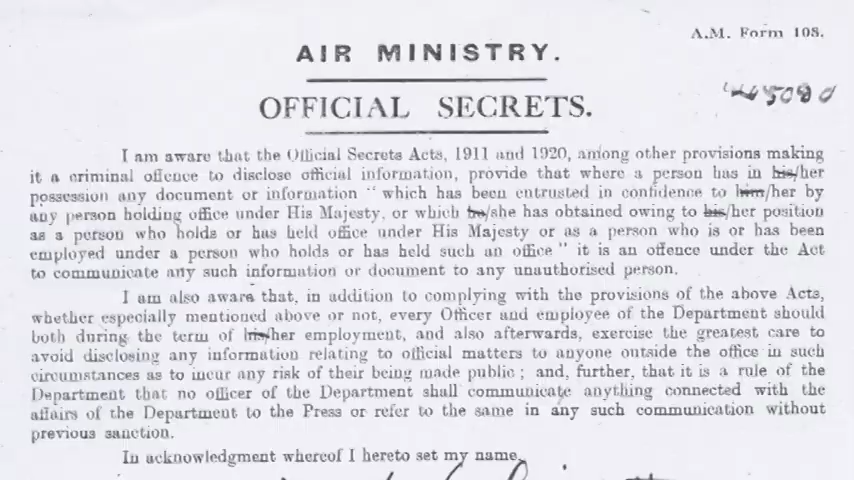 A.M. Form 108.
AIR MINISTRY.
OFFICIAL SECRETS.
I am aware that the Official Secrets Acts, 1911 and 1920, among other provisions making
it a criminal offence to disclose official information, provide that where a person has in his/her
possession any document or information " which has been entrusted in confidence to him/her by
any person holding office under His Majesty, or which he/she has obtained owing to his/her position
as a person who holds or has held office under His Majesty or as a person who is or has been
employed under a person who holds or has held such an office " it is an offence under the Act
to communicate any such information or document to any unauthorised person.
I am also aware that, in addition to complying with the provisions of the above Acts,
whether especially mentioned above or not, every Officer and employee of the Department should
both during the term of his/her employment, and also afterwards, exercise the greatest care to
avoid disclosing any information relating to official matters to anyone outside the office in such
circumstances as to incur any risk of their being made public ; and, further, that it is a rule of the
Department that no officer of the Department shall communicate anything connected with the
affairs of the Department to the Press or refer to the same in any such communication without
previous sanction.
In acknowledgment whereof I hereto set my name,